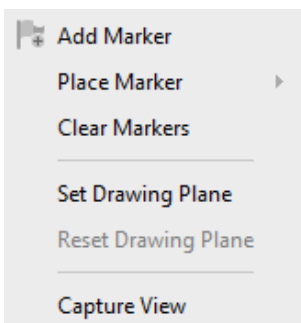 Add Marker
Place Marker
Clear Markers
Set Drawing Plane
Reset Drawing Plane
Capture View